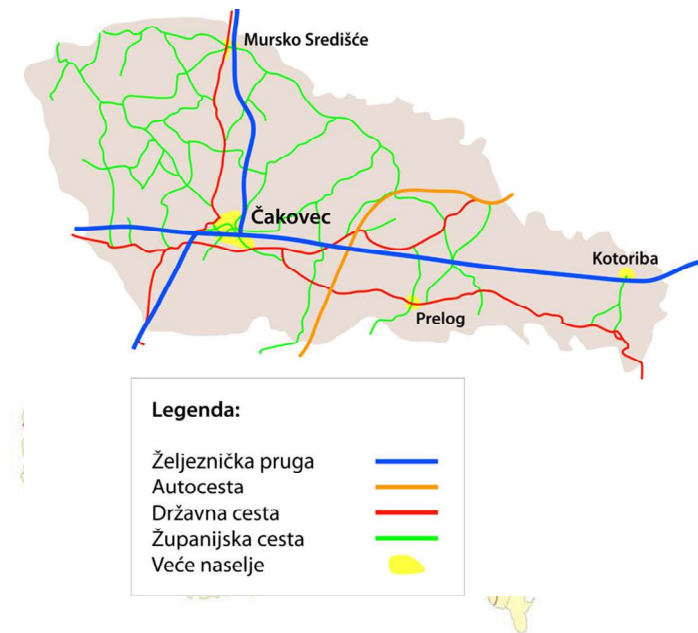 Mursko Središće
Čakovec
Kotoriba
Prelog
Legenda:
Željeznička pruga
Autocesta
Državna cesta
Županijska cesta
Veće naselje